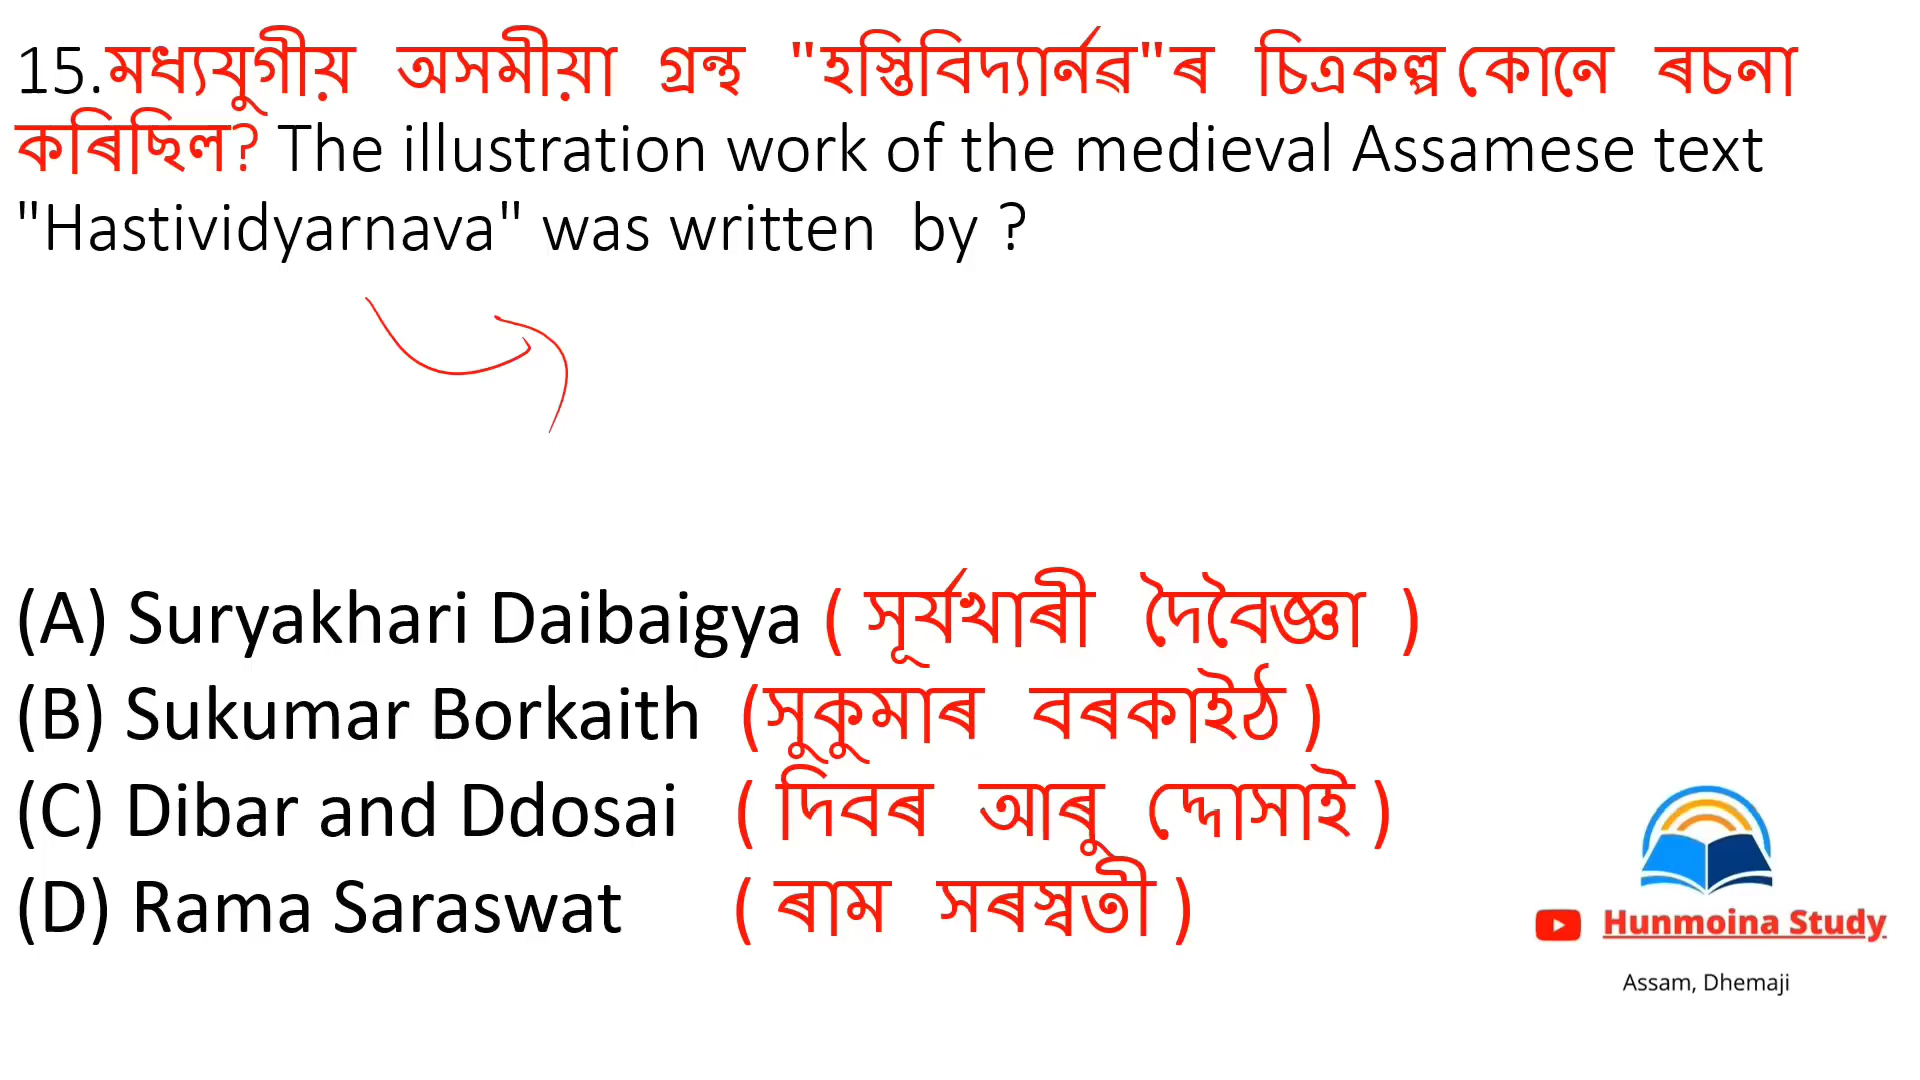 15.মধ্যযুগীয় অসমীয়া গ্ৰন্থ "হস্তিবিদ্যাৰ্নৱ"ৰ চিত্ৰকল্প কোনে ৰচনা
কৰিছিল? The illustration work of the medieval Assamese text
"Hastividyarnava" was written by ?
(A) Suryakhari Daibaigya ( সূৰ্যখাৰী দৈবৈজ্ঞা )
(B) Sukumar Borkaith (সুকুমাৰ বৰকাইঠ )
(C) Dibar and Ddosai ( দিবৰ আৰু দ্দোসাই )
(D) Rama Saraswat ( ৰাম সৰস্বতী )
Hunmoina Study
Assam, Dhemaji